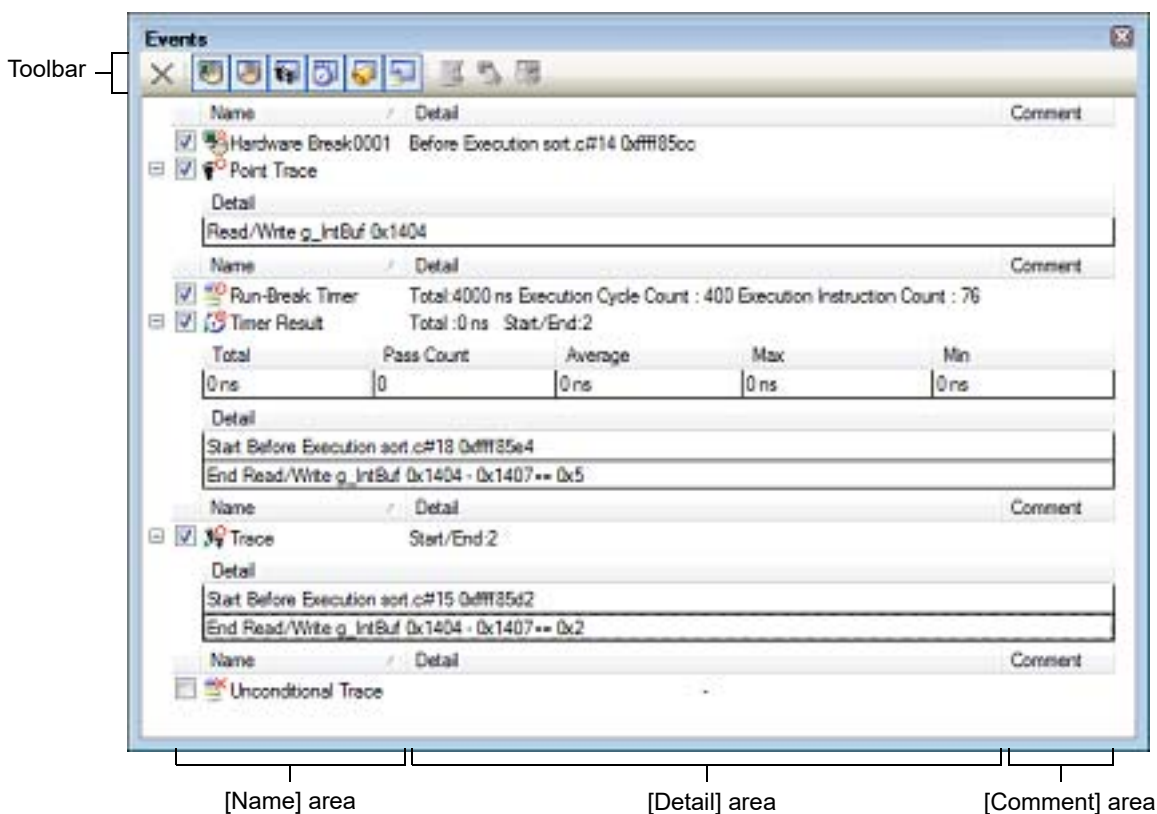 Events
Toolbar
Name Detail Comment
Hardware Break0001 Before Execution sort.c#14 0xffff85cc
Point Trace
Detail
Read/Write g_IntBuf 0x1404
Name Detail Comment
Run-Break Timer Total:4000 ns Execution Cycle Count : 400 Execution Instruction Count : 76
Timer Result Total :0 ns Start/End:2
Total Pass Count Average Max Min
0 ns 0 0 ns 0 ns 0 ns
Detail
Start Before Execution sort.c#18 0xffff85e4
End Read/Write g_IntBuf 0x1404 - 0x1407== 0x5
Name Detail Comment
Trace Start/End:2
Detail
Start Before Execution sort.c#15 0xffff85d2
End Read/Write g_IntBuf 0x1404 - 0x1407== 0x2
Name Detail Comment
Unconditional Trace -
[Name] area [Detail] area [Comment] area